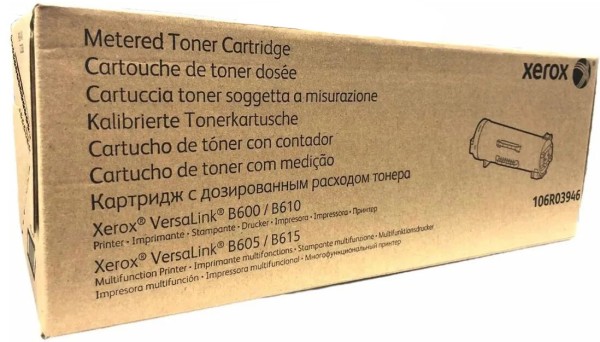 Metered Toner Cartridge
Cartouche de toner dosée
Cartuccia toner soggetta a misurazione
Kalibrierte Tonerkartusche
Cartucho de tóner con contador
Cartucho de toner com medição
Картридж с дозированным расходом тонера
Xerox® VersaLink® B600 / B610
Printer • Imprimante • Stampante • Drucker • Impresora • Impressora • Принтер
Xerox® VersaLink® B605 / B615
Multifunction Printer • Imprimante multifonctions • Stampante multifunzione • Multifunktionsdrucker
Impresora multifunción • Impressora multifuncional • Многофункциональный принтер
xerox
106R03946